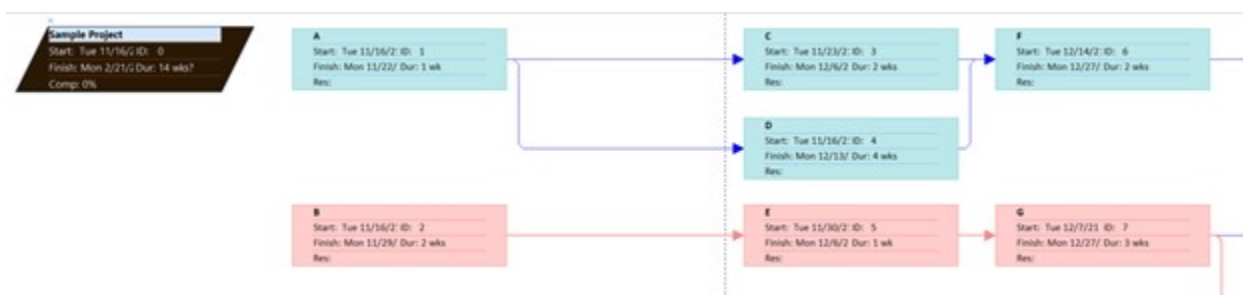 Sample Project
Start: Tue 11/16/2 ID: 0
Finish: Mon 2/21/2 Dur: 14 wks?
Comp: 0%
A
Start: Tue 11/16/2 ID: 1
Finish: Mon 11/22/ Dur: 1 wk
Res:
C
Start: Tue 11/23/2 ID: 3
Finish: Mon 12/6/2 Dur: 2 wks
Res:
F
Start: Tue 12/14/2 ID: 6
Finish: Mon 12/27/ Dur: 2 wks
Res:
D
Start: Tue 11/16/2 ID: 4
Finish: Mon 12/13/ Dur: 4 wks
Res:
B
Start: Tue 11/16/2 ID: 2
Finish: Mon 11/29/ Dur: 2 wks
Res:
E
Start: Tue 11/30/2 ID: 5
Finish: Mon 12/6/2 Dur: 1 wk
Res:
G
Start: Tue 12/7/21 ID: 7
Finish: Mon 12/27/ Dur: 3 wks
Res: